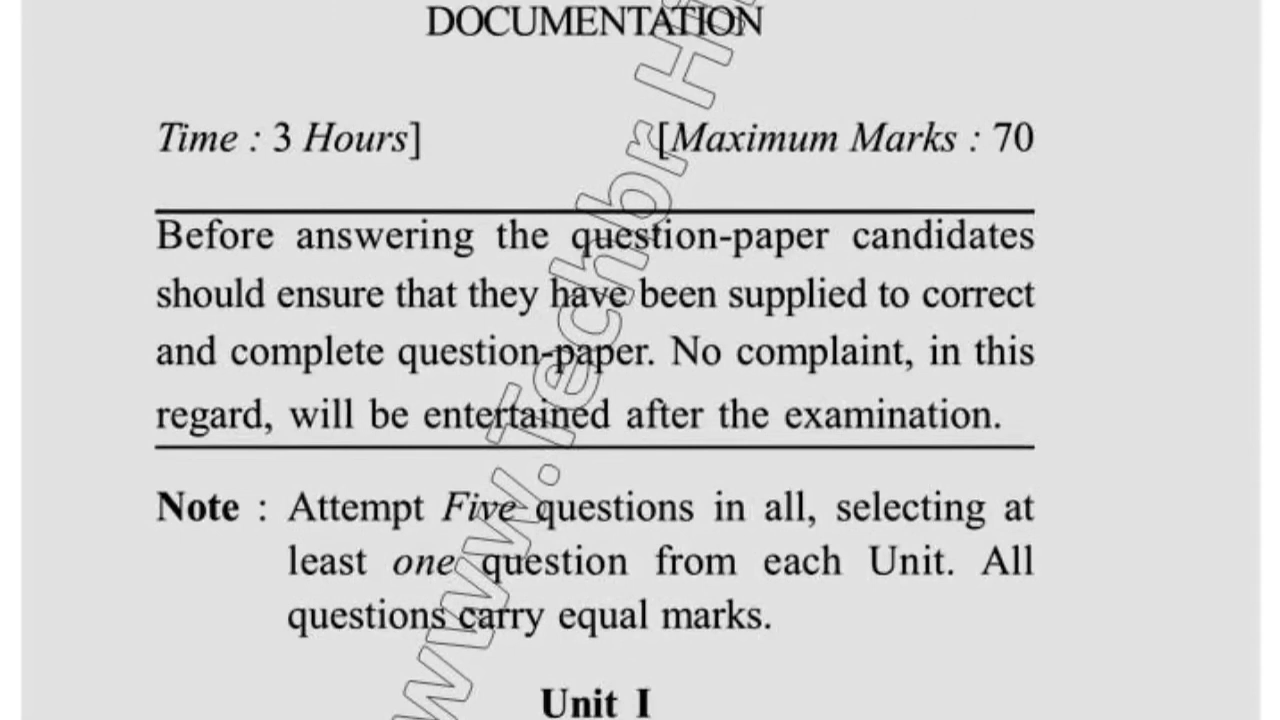 DOCUMENTATION
Time : 3 Hours] [Maximum Marks : 70
Before answering the question-paper candidates
should ensure that they have been supplied to correct
and complete question-paper. No complaint, in this
regard, will be entertained after the examination.
Note : Attempt Five questions in all, selecting at
least one question from each Unit. All
questions carry equal marks.
Unit I
www.Techbr